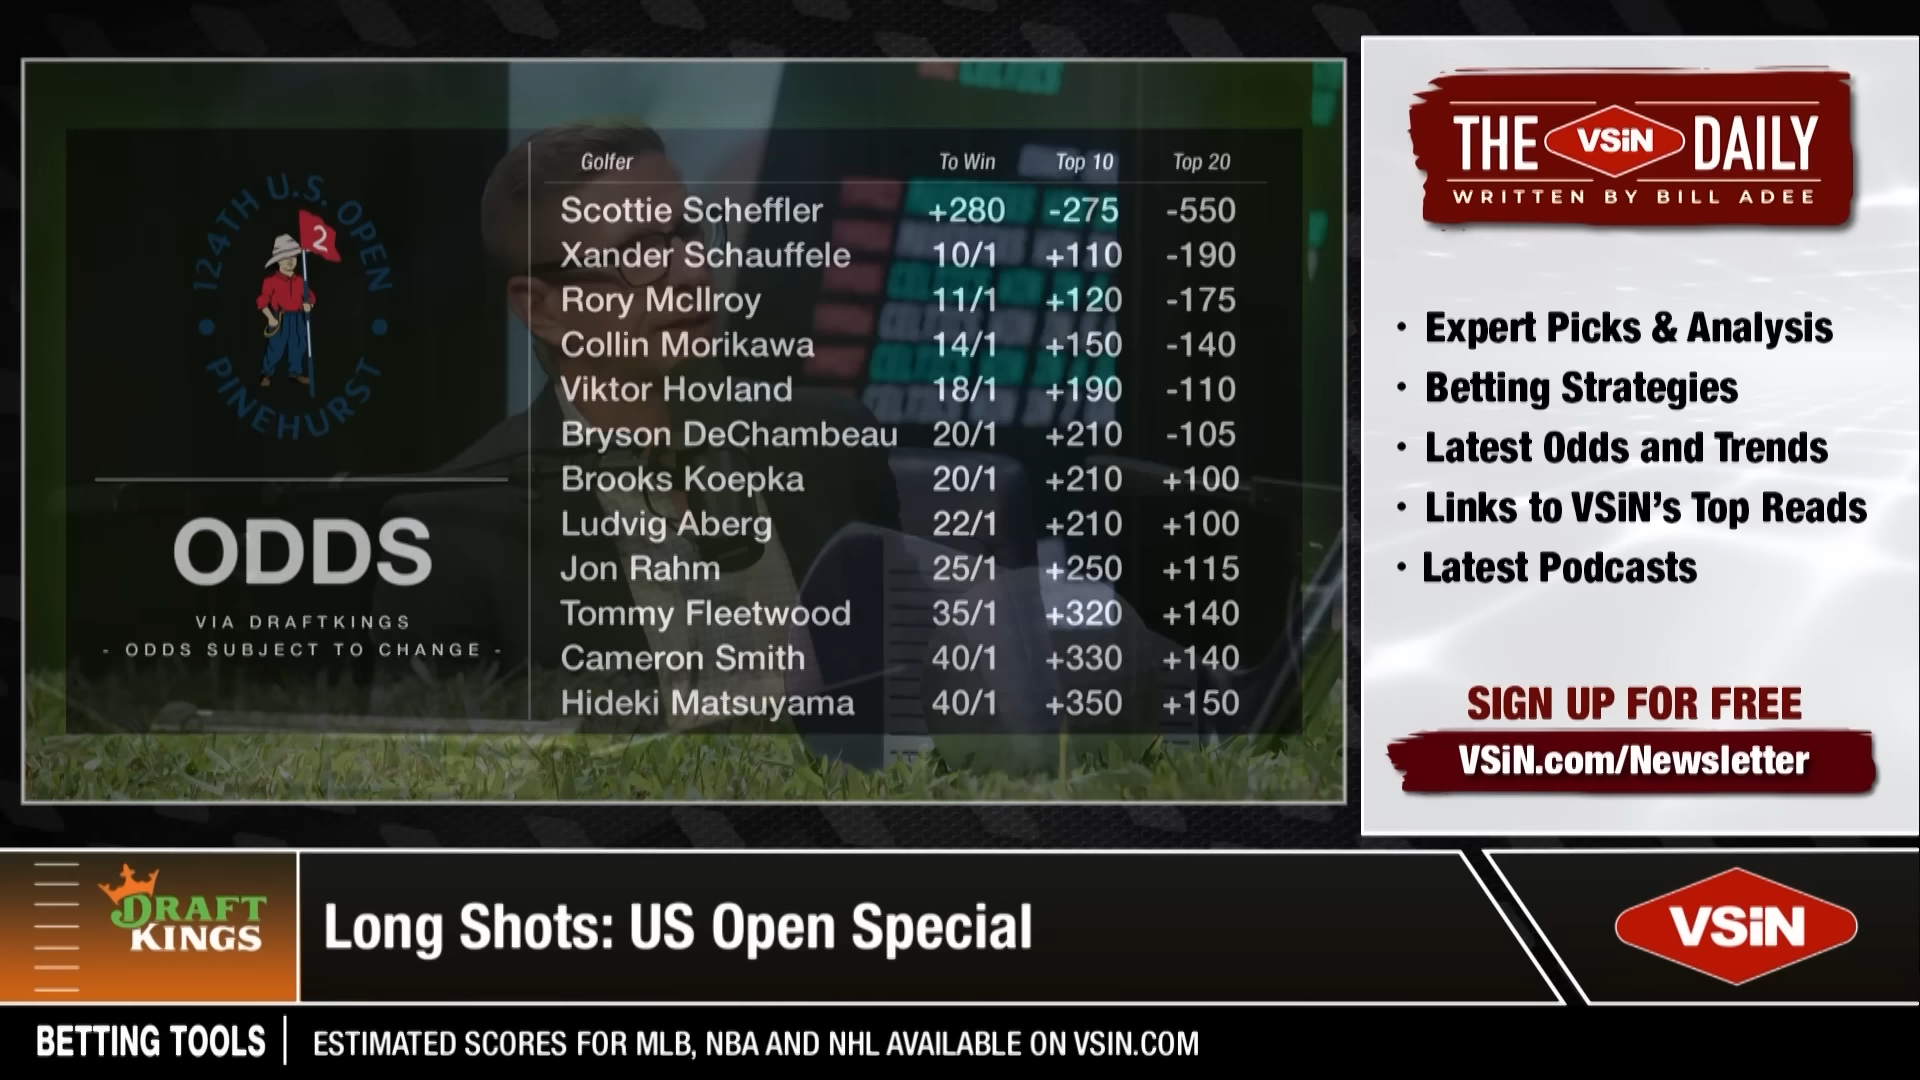 124TH U.S. OPEN
2
PINEHURST
ODDS
VIA DRAFTKINGS
- ODDS SUBJECT TO CHANGE -
Golfer To Win Top 10 Top 20
Scottie Scheffler +280 -275 -550
Xander Schauffele 10/1 +110 -190
Rory McIlroy 11/1 +120 -175
Collin Morikawa 14/1 +150 -140
Viktor Hovland 18/1 +190 -110
Bryson DeChambeau 20/1 +210 -105
Brooks Koepka 20/1 +210 +100
Ludvig Aberg 22/1 +210 +100
Jon Rahm 25/1 +250 +115
Tommy Fleetwood 35/1 +320 +140
Cameron Smith 40/1 +330 +140
Hideki Matsuyama 40/1 +350 +150
THE VSiN DAILY
WRITTEN BY BILL ADEE
· Expert Picks & Analysis
· Betting Strategies
· Latest Odds and Trends
· Links to VSiN's Top Reads
· Latest Podcasts
SIGN UP FOR FREE
VSiN.com/Newsletter
DRAFT
KINGS
Long Shots: US Open Special
VSiN
BETTING TOOLS | ESTIMATED SCORES FOR MLB, NBA AND NHL AVAILABLE ON VSIN.COM